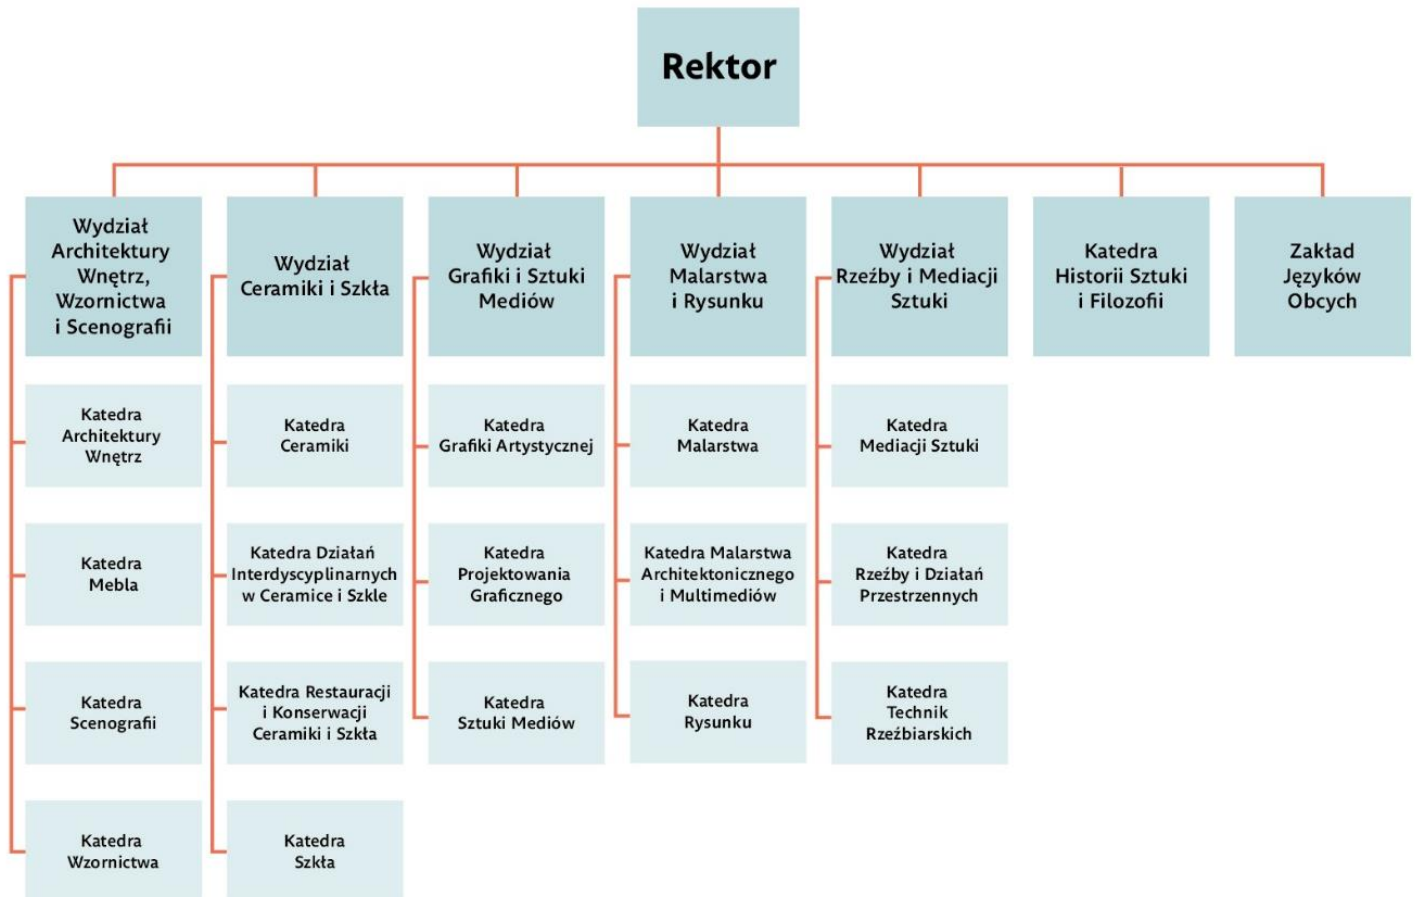 Rektor
Wydział
Architektury
Wnętrz,
Wzornictwa
i Scenografii
Wydział
Ceramiki i Szkła
Wydział
Grafiki i Sztuki
Mediów
Wydział
Malarstwa
i Rysunku
Wydział
Rzeźby i Mediacji
Sztuki
Katedra
Historii Sztuki
i Filozofii
Zakład
Języków
Obcych
Katedra
Architektury
Wnętrz
Katedra
Ceramiki
Katedra
Grafiki Artystycznej
Katedra
Malarstwa
Katedra
Mediacji Sztuki
Katedra
Mebla
Katedra Działań
Interdyscyplinarnych
w Ceramice i Szkle
Katedra
Projektowania
Graficznego
Katedra Malarstwa
Architektonicznego
i Multimediów
Katedra
Rzeźby i Działań
Przestrzennych
Katedra
Scenografii
Katedra Restauracji
i Konserwacji
Ceramiki i Szkła
Katedra
Sztuki Mediów
Katedra
Rysunku
Katedra
Technik
Rzeźbiarskich
Katedra
Wzornictwa
Katedra
Szkła